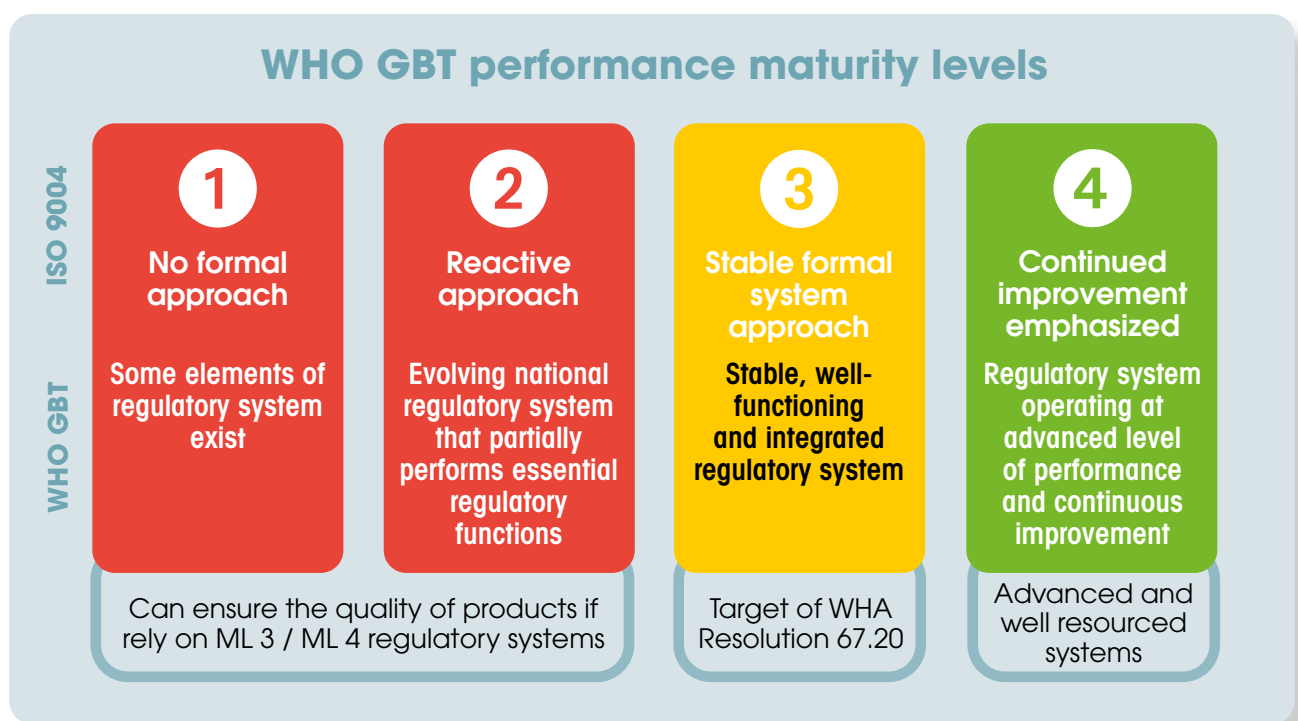 WHO GBT performance maturity levels
ISO 9004
WHO GBT
1
No formal
approach
Some elements of
regulatory system
exist
2
Reactive
approach
Evolving national
regulatory system
that partially
performs essential
regulatory
functions
Can ensure the quality of products if
rely on ML 3 / ML 4 regulatory systems
3
Stable formal
system
approach
Stable, well-
functioning
and integrated
regulatory system
Target of WHA
Resolution 67.20
4
Continued
improvement
emphasized
Regulatory system
operating at
advanced level
of performance
and continuous
improvement
Advanced and
well resourced
systems